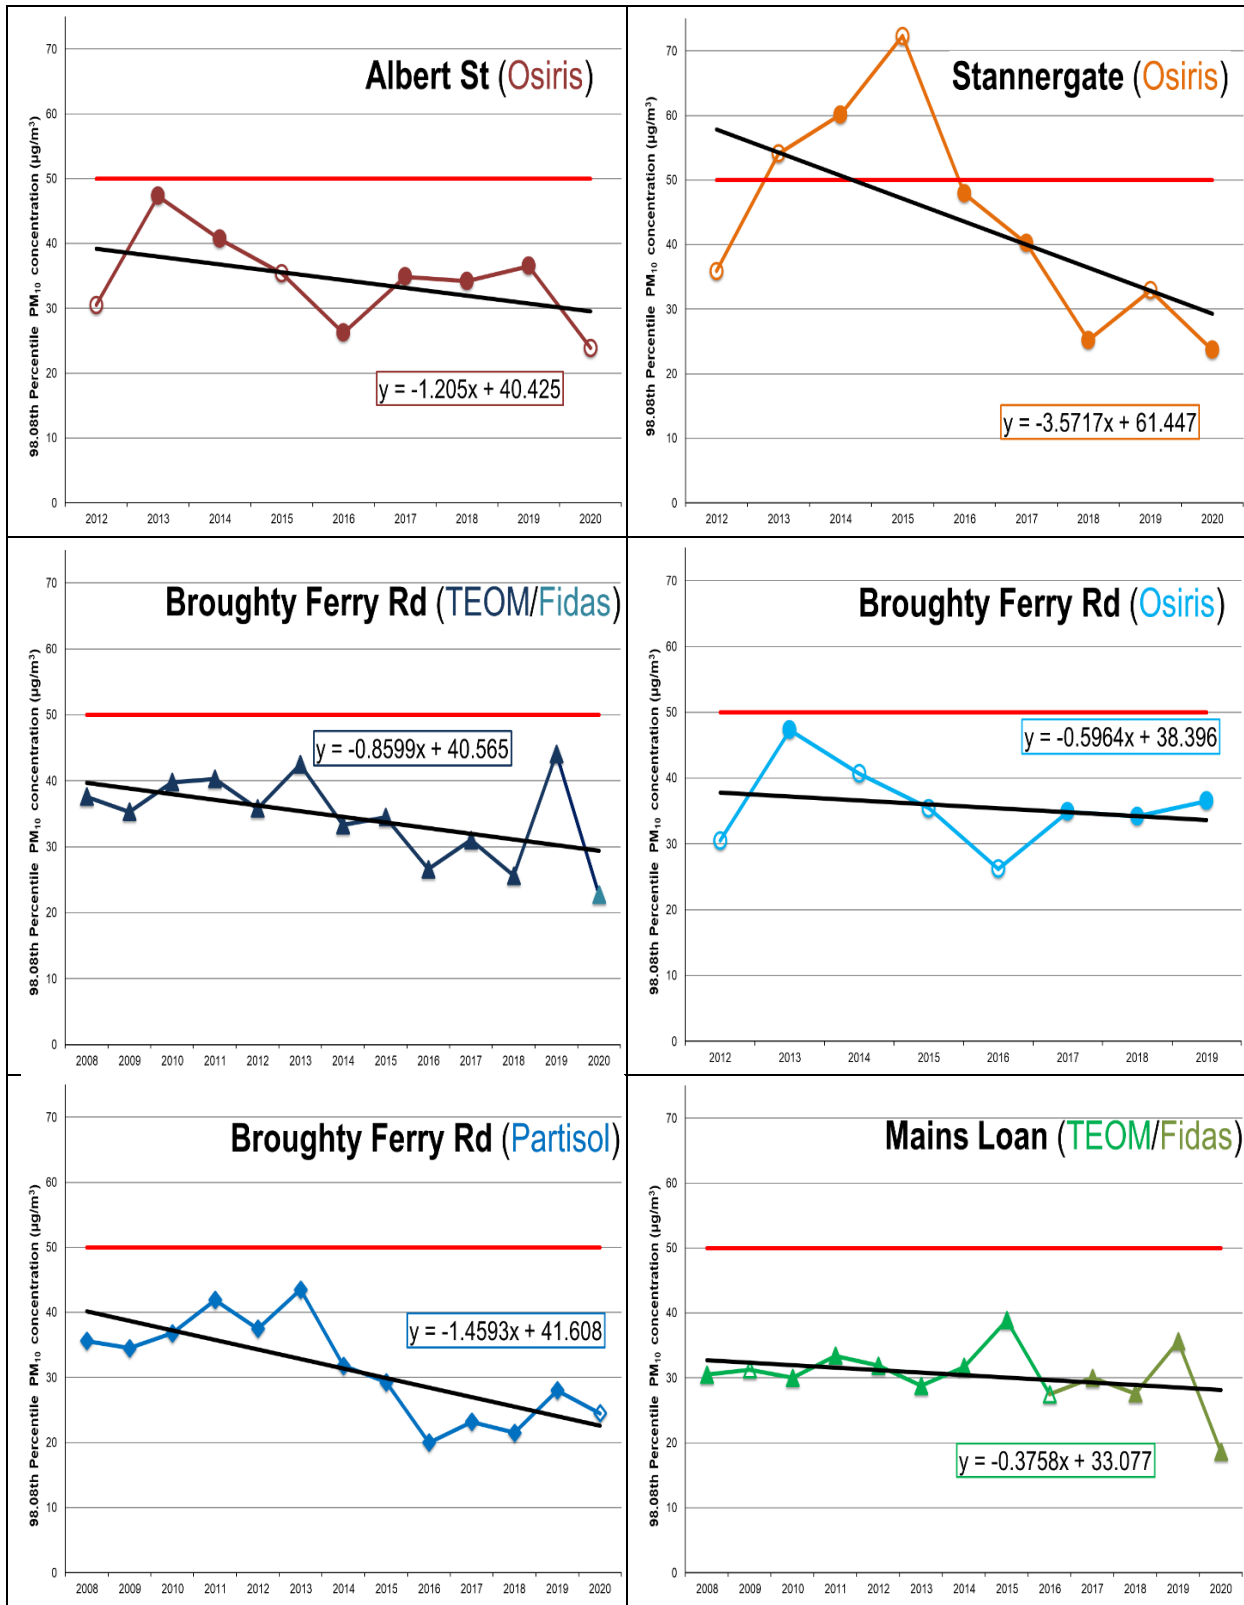 Albert St (Osiris)
98.08th Percentile PM₁₀ concentration (µg/m³)
70
60
50
40
30
20
10
0
y = -1.205x + 40.425
2012 2013 2014 2015 2016 2017 2018 2019 2020
Stannergate (Osiris)
98.08th Percentile PM₁₀ concentration (µg/m³)
70
60
50
40
30
20
10
0
y = -3.5717x + 61.447
2012 2013 2014 2015 2016 2017 2018 2019 2020
Broughty Ferry Rd (TEOM/Fidas)
98.08th Percentile PM₁₀ concentration (µg/m³)
70
60
50
40
30
20
10
0
y = -0.8599x + 40.565
2008 2009 2010 2011 2012 2013 2014 2015 2016 2017 2018 2019 2020
Broughty Ferry Rd (Osiris)
98.08th Percentile PM₁₀ concentration (µg/m³)
70
60
50
40
30
20
10
0
y = -0.5964x + 38.396
2012 2013 2014 2015 2016 2017 2018 2019
Broughty Ferry Rd (Partisol)
98.08th Percentile PM₁₀ concentration (µg/m³)
70
60
50
40
30
20
10
0
y = -1.4593x + 41.608
2008 2009 2010 2011 2012 2013 2014 2015 2016 2017 2018 2019 2020
Mains Loan (TEOM/Fidas)
98.08th Percentile PM₁₀ concentration (µg/m³)
70
60
50
40
30
20
10
0
y = -0.3758x + 33.077
2008 2009 2010 2011 2012 2013 2014 2015 2016 2017 2018 2019 2020